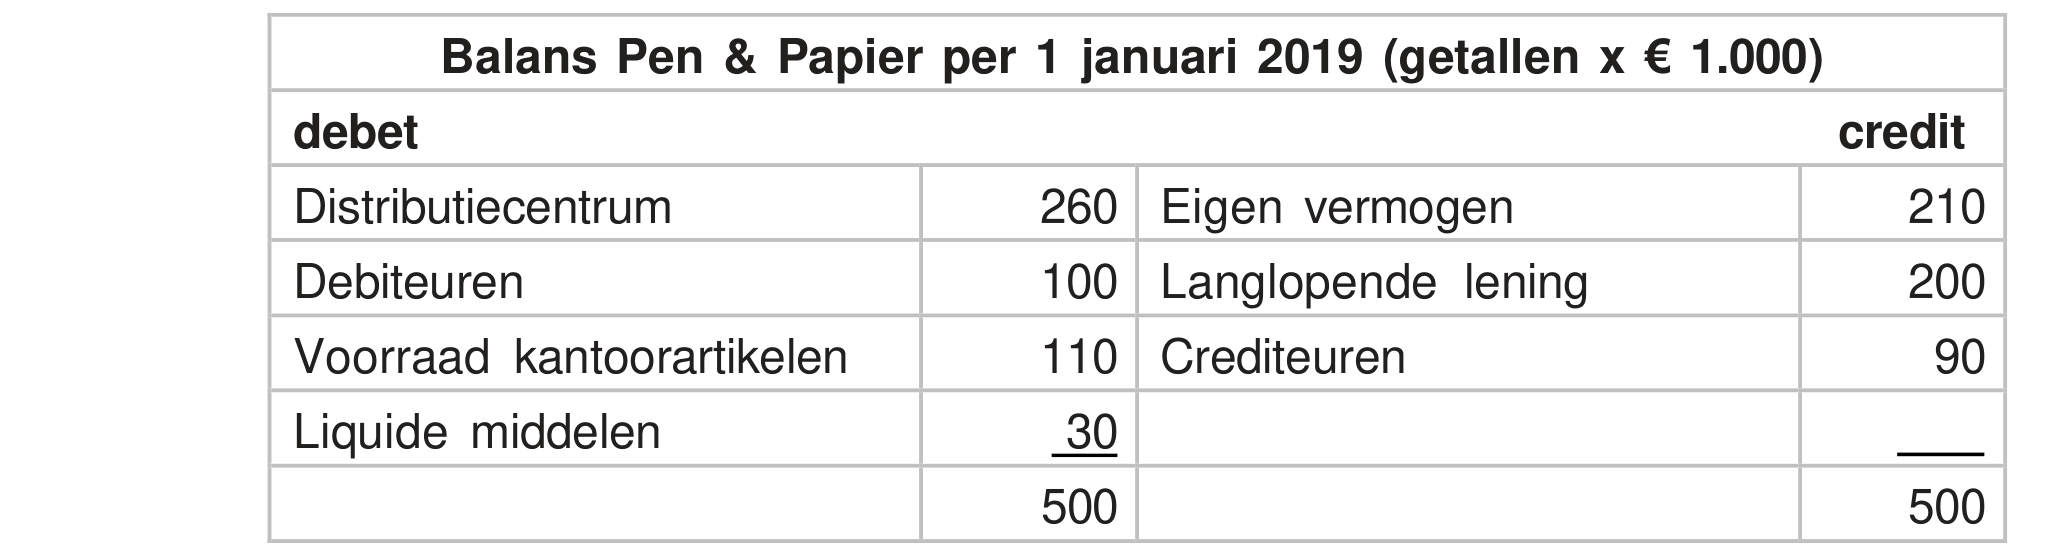 Balans Pen & Papier per 1 januari 2019 (getallen x € 1.000)
debet credit
Distributiecentrum 260 Eigen vermogen 210
Debiteuren 100 Langlopende lening 200
Voorraad kantoorartikelen 110 Crediteuren 90
Liquide middelen 30
500 500